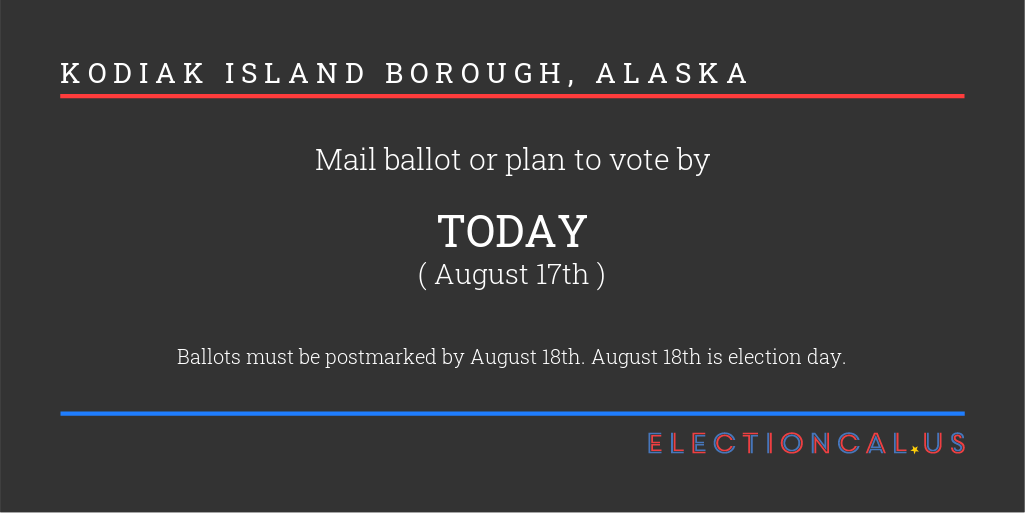 KODIAK ISLAND BOROUGH, ALASKA
Mail ballot or plan to vote by
TODAY
( August 17th )
Ballots must be postmarked by August 18th. August 18th is election day.
ELECTIONCAL.US